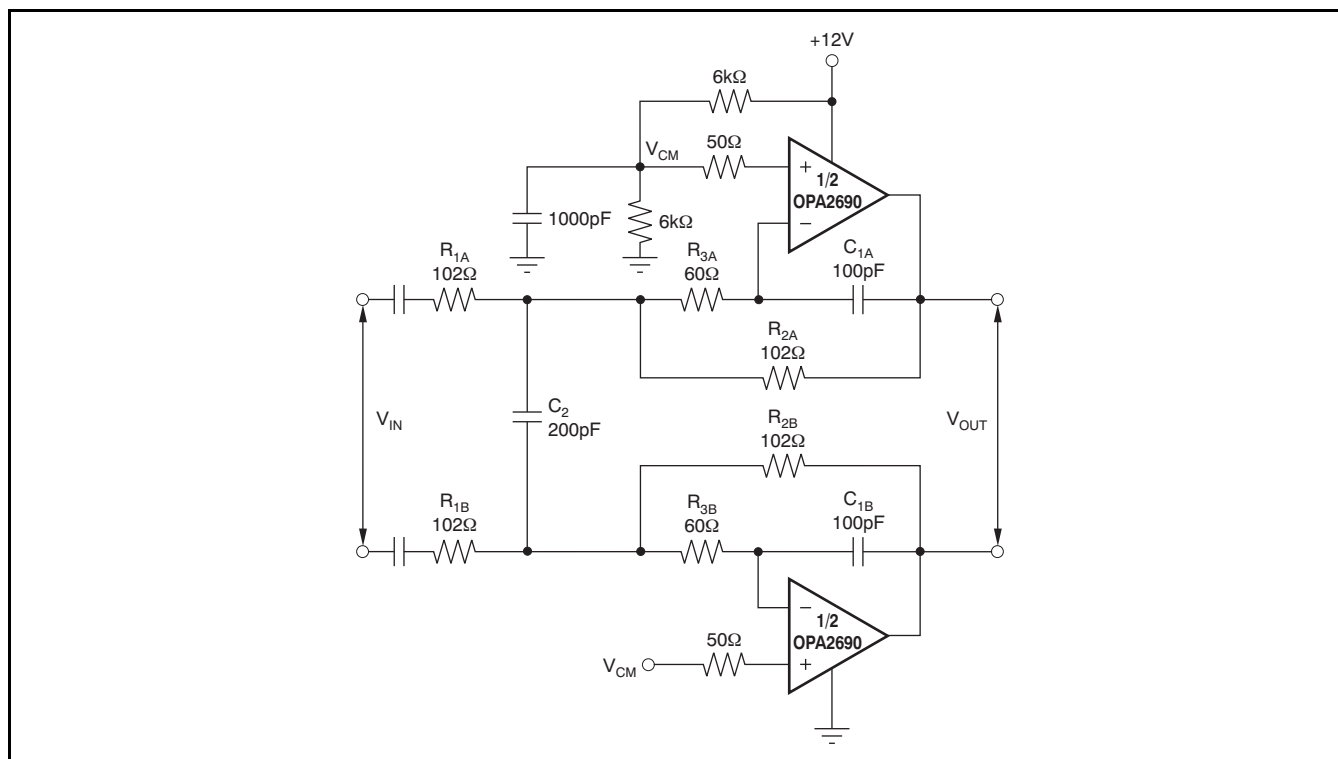 +12V
6kΩ
50Ω
V_CM
+
1/2
OPA2690
−
1000pF
6kΩ
R_1A
102Ω
R_3A
60Ω
C_1A
100pF
R_2A
102Ω
V_IN
C_2
200pF
V_OUT
R_2B
102Ω
R_1B
102Ω
R_3B
60Ω
C_1B
100pF
−
1/2
OPA2690
+
50Ω
V_CM